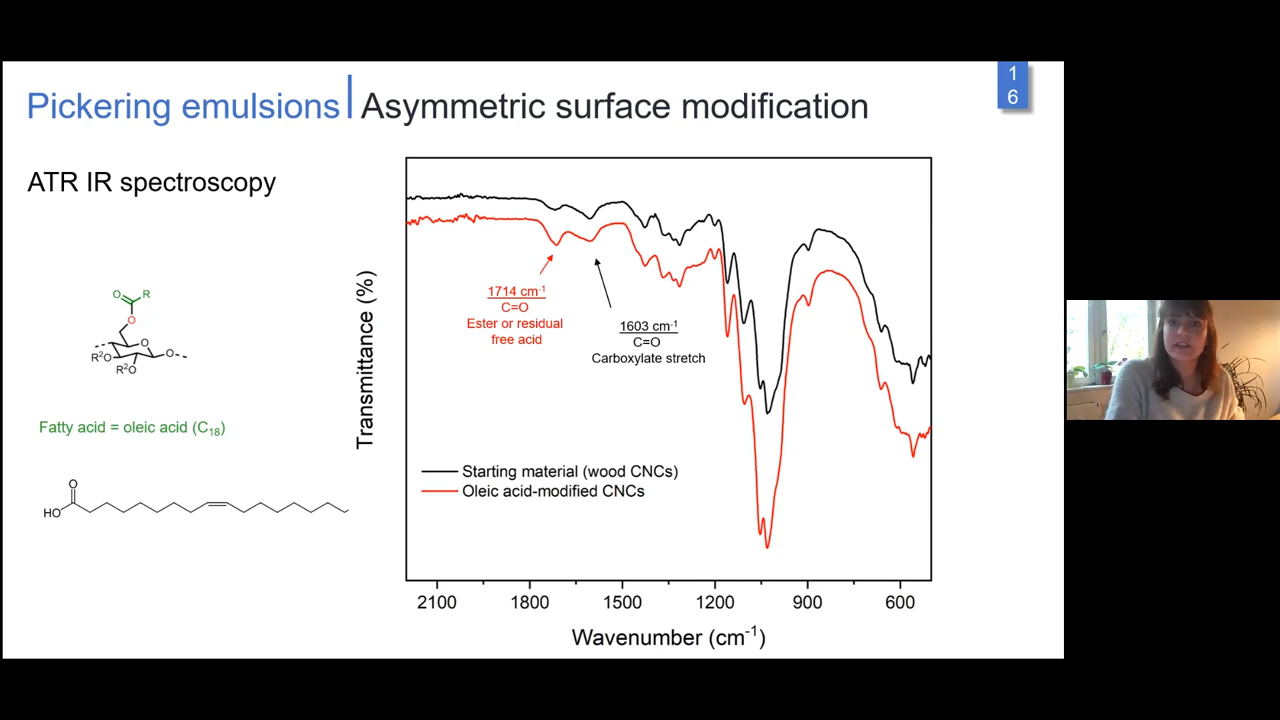 Pickering emulsions | Asymmetric surface modification
1
6
ATR IR spectroscopy
O
R
O
O
R²O
O
R²O
Fatty acid = oleic acid (C₁₈)
O
HO
Transmittance (%)
1714 cm⁻¹
C=O
Ester or residual
free acid
1603 cm⁻¹
C=O
Carboxylate stretch
Starting material (wood CNCs)
Oleic acid-modified CNCs
2100 1800 1500 1200 900 600
Wavenumber (cm⁻¹)